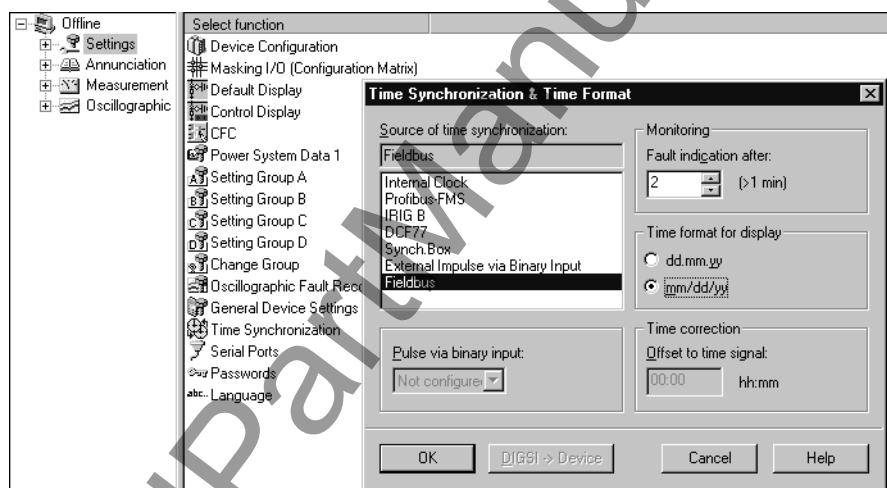 Offline
Settings
Annunciation
Measurement
Oscillographic
Select function
Device Configuration
Masking I/O (Configuration Matrix)
Default Display
Control Display
CFC
Power System Data 1
Setting Group A
Setting Group B
Setting Group C
Setting Group D
Change Group
Oscillographic Fault Reco
General Device Settings
Time Synchronization
Serial Ports
Passwords
abc.. Language
Time Synchronization & Time Format
Source of time synchronization:
Fieldbus
Internal Clock
Profibus-FMS
IRIG B
DCF77
Synch.Box
External Impulse via Binary Input
Fieldbus
Pulse via binary input:
Not configure
Monitoring
Fault indication after:
2 (>1 min)
Time format for display
dd.mm.yy
mm/dd/yy
Time correction
Offset to time signal:
00:00 hh:mm
OK
DIGSI -> Device
Cancel
Help